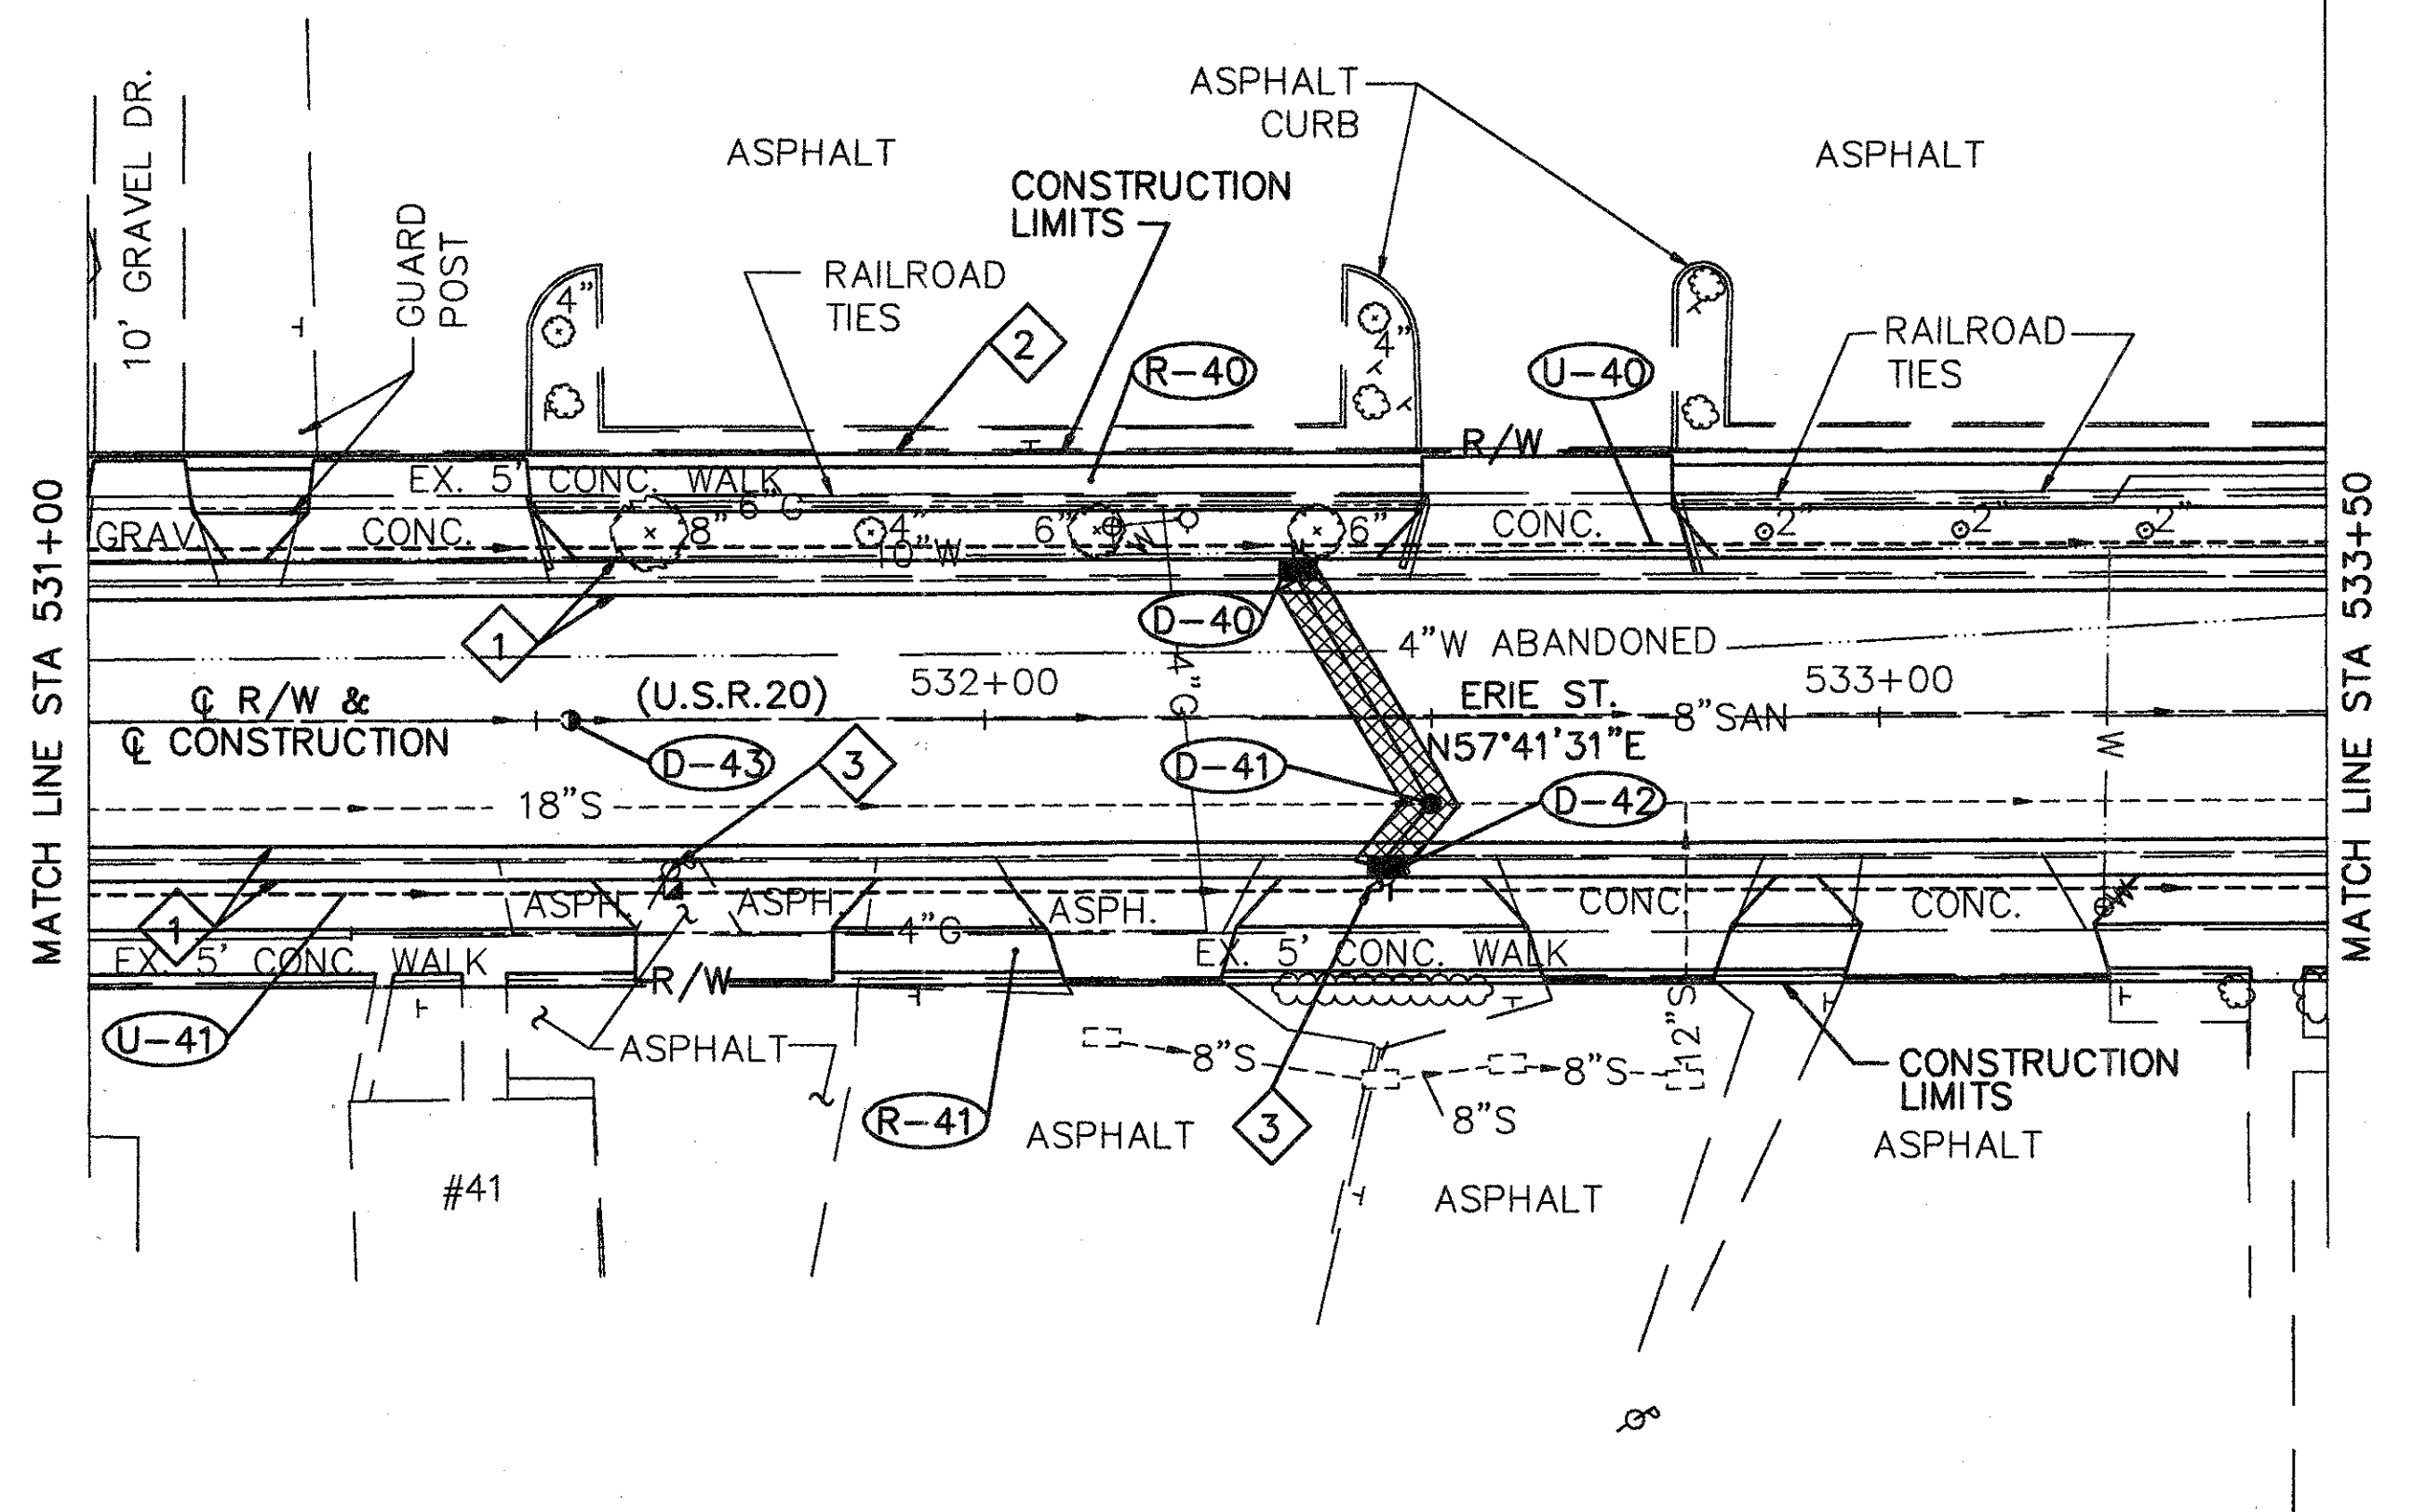 ASPHALT
CURB
10' GRAVEL DR.
ASPHALT
ASPHALT
CONSTRUCTION
LIMITS
GUARD
POST
RAILROAD
TIES
4"
4"
2
R-40
U-40
RAILROAD
TIES
R/W
EX. 5' CONC. WALK
6"G
GRAV.
CONC.
8"
4"
6"
W
6"
CONC.
2"
2"
2"
10"W
D-40
1
4"W ABANDONED
4"G
532+00
533+00
℄ R/W &
(U.S.R.20)
ERIE ST.
8"SAN
℄ CONSTRUCTION
N57°41'31"E
W
D-43
3
D-41
18"S
D-42
MATCH LINE STA 531+00
MATCH LINE STA 533+50
ASPH.
ASPH.
ASPH.
CONC.
CONC.
W
1
4"G
EX. 5' CONC. WALK
EX. 5' CONC. WALK
R/W
12"S
U-41
ASPHALT
8"S
8"S
8"S
CONSTRUCTION
LIMITS
R-41
ASPHALT
3
ASPHALT
#41
ASPHALT